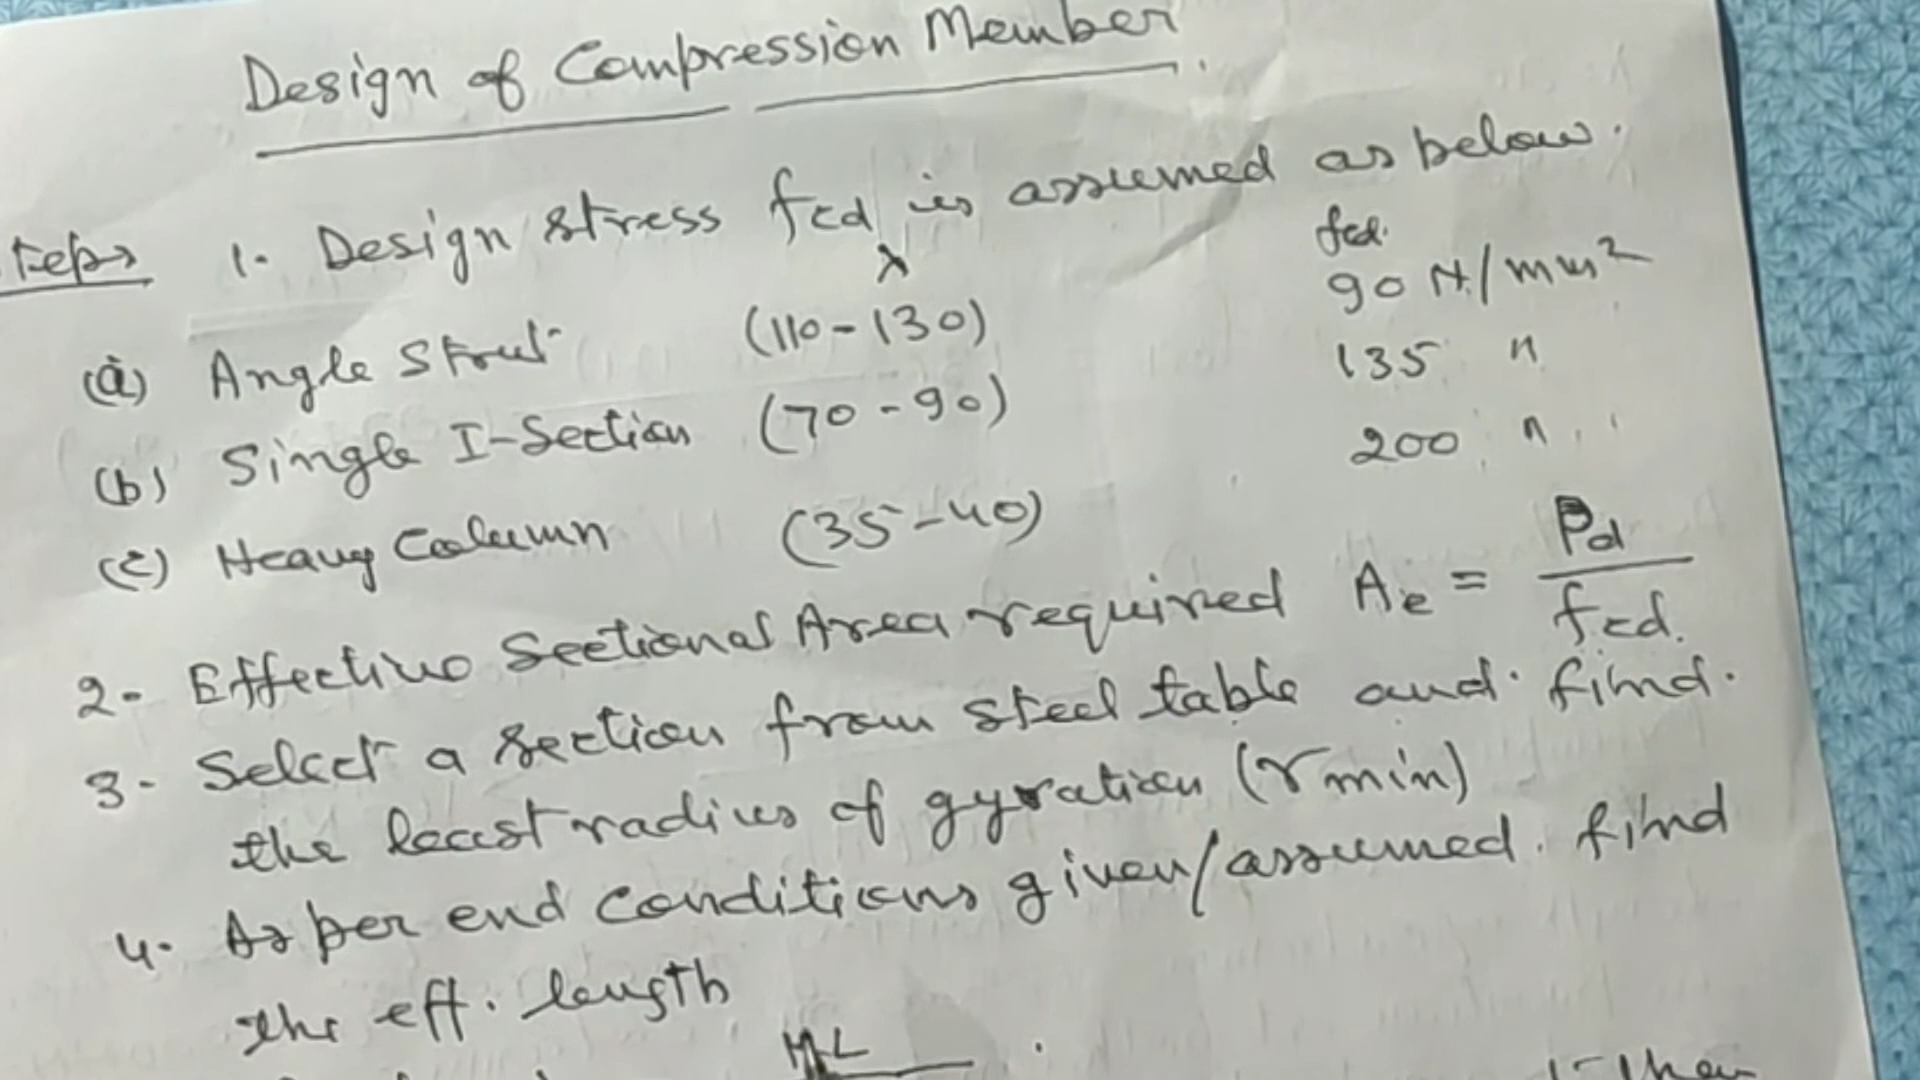 Design of Compression Member
Steps 1. Design stress fcd is assumed as below.
λ fcd.
(a) Angle Strut (110-130) 90 N/mm²
(b) Single I-Section (70-90) 135 "
(c) Heavy Column (35-40) 200 "
2- Effective Sectional Area required Ae = Pd / fcd.
3- Select a section from steel table and find.
the least radius of gyration (rmin)
4. As per end conditions given/assumed. find
the eff. length